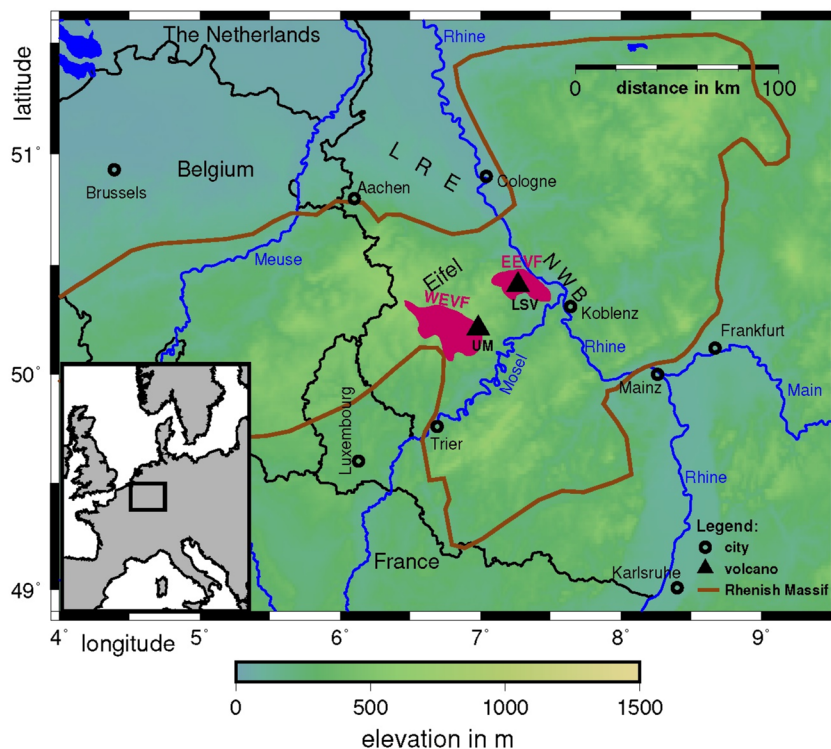 The Netherlands
Rhine
latitude
0 distance in km 100
51°
L R E
Belgium
Brussels
Aachen
Cologne
Meuse
Eifel
EEVF
NWB
WEVF
LSV
Koblenz
UM
Frankfurt
Rhine
50°
Mosel
Mainz
Main
Luxembourg
Trier
Rhine
Legend:
city
France
Karlsruhe
volcano
49°
Rhenish Massif
4° 5° 6° 7° 8° 9°
longitude
0 500 1000 1500
elevation in m